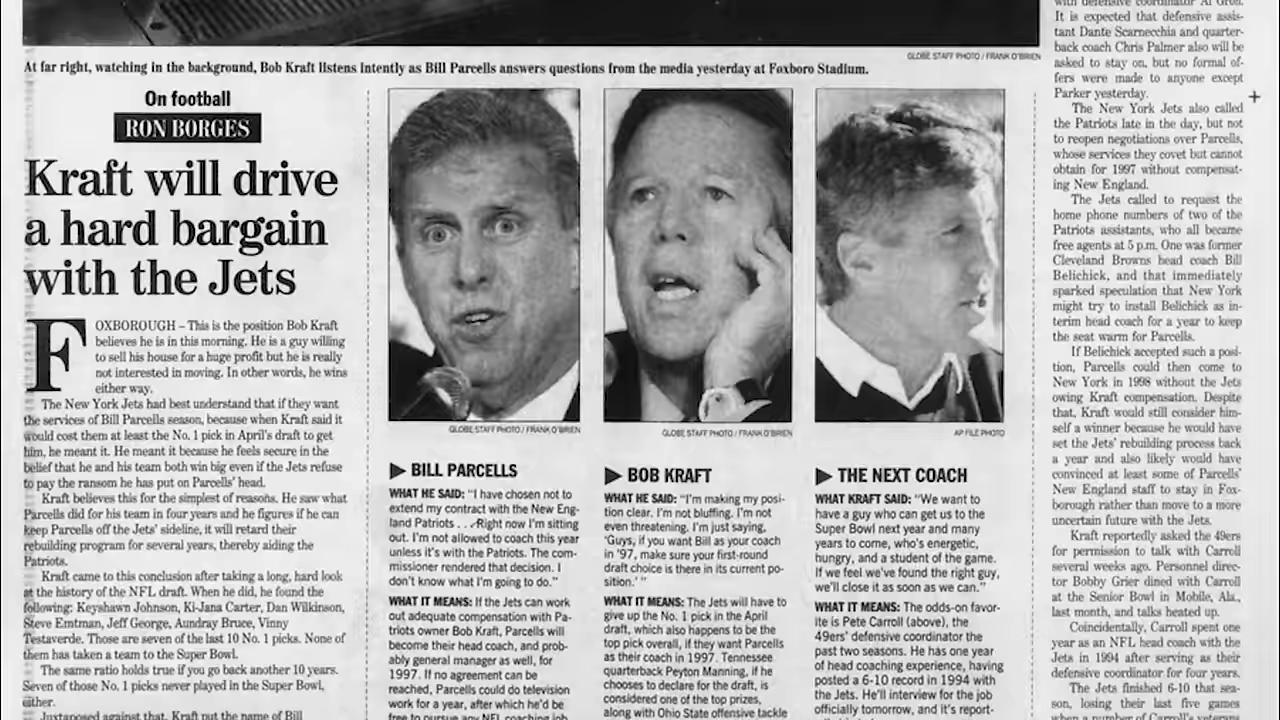 GLOBE STAFF PHOTO / FRANK O'BRIEN
At far right, watching in the background, Bob Kraft listens intently as Bill Parcells answers questions from the media yesterday at Foxboro Stadium.
On football
RON BORGES
Kraft will drive
a hard bargain
with the Jets
FOXBOROUGH – This is the position Bob Kraft
believes he is in this morning. He is a guy willing
to sell his house for a huge profit but he is really
not interested in moving. In other words, he wins
either way.
The New York Jets had best understand that if they want
the services of Bill Parcells season, because when Kraft said it
would cost them at least the No. 1 pick in April's draft to get
him, he meant it. He meant it because he feels secure in the
belief that he and his team both win big even if the Jets refuse
to pay the ransom he has put on Parcells' head.
Kraft believes this for the simplest of reasons. He saw what
Parcells did for his team in four years and he figures if he can
keep Parcells off the Jets' sideline, it will retard their
rebuilding program for several years, thereby aiding the
Patriots.
Kraft came to this conclusion after taking a long, hard look
at the history of the NFL draft. When he did, he found the
following: Keyshawn Johnson, Ki-Jana Carter, Dan Wilkinson,
Steve Emtman, Jeff George, Aundray Bruce, Vinny
Testaverde. Those are seven of the last 10 No. 1 picks. None of
them has taken a team to the Super Bowl.
The same ratio holds true if you go back another 10 years.
Seven of those No. 1 picks never played in the Super Bowl,
either.
Juxtaposed against that, Kraft put the name of Bill
GLOBE STAFF PHOTO / FRANK O'BRIEN
▶ BILL PARCELLS
WHAT HE SAID: "I have chosen not to
extend my contract with the New Eng-
land Patriots . . . Right now I'm sitting
out. I'm not allowed to coach this year
unless it's with the Patriots. The com-
missioner rendered that decision. I
don't know what I'm going to do."
WHAT IT MEANS: If the Jets can work
out adequate compensation with Pa-
triots owner Bob Kraft, Parcells will
become their head coach, and prob-
ably general manager as well, for
1997. If no agreement can be
reached, Parcells could do television
work for a year, after which he'd be
free to pursue any NFL coaching job
GLOBE STAFF PHOTO / FRANK O'BRIEN
▶ BOB KRAFT
WHAT HE SAID: "I'm making my posi-
tion clear. I'm not bluffing. I'm not
even threatening. I'm just saying,
'Guys, if you want Bill as your coach
in '97, make sure your first-round
draft choice is there in its current po-
sition.' "
WHAT IT MEANS: The Jets will have to
give up the No. 1 pick in the April
draft, which also happens to be the
top pick overall, if they want Parcells
as their coach in 1997. Tennessee
quarterback Peyton Manning, if he
chooses to declare for the draft, is
considered one of the top prizes,
along with Ohio State offensive tackle
AP FILE PHOTO
▶ THE NEXT COACH
WHAT KRAFT SAID: "We want to
have a guy who can get us to the
Super Bowl next year and many
years to come, who's energetic,
hungry, and a student of the game.
If we feel we've found the right guy,
we'll close it as soon as we can."
WHAT IT MEANS: The odds-on favor-
ite is Pete Carroll (above), the
49ers' defensive coordinator the
past two seasons. He has one year
of head coaching experience, having
posted a 6-10 record in 1994 with
the Jets. He'll interview for the job
officially tomorrow, and it's report-
with defensive coordinator Al Groh.
It is expected that defensive assis-
tant Dante Scarnecchia and quarter-
back coach Chris Palmer also will be
asked to stay on, but no formal of-
fers were made to anyone except
Parker yesterday.
The New York Jets also called
the Patriots late in the day, but not
to reopen negotiations over Parcells,
whose services they covet but cannot
obtain for 1997 without compensat-
ing New England.
The Jets called to request the
home phone numbers of two of the
Patriots assistants, who all became
free agents at 5 p.m. One was former
Cleveland Browns head coach Bill
Belichick, and that immediately
sparked speculation that New York
might try to install Belichick as in-
terim head coach for a year to keep
the seat warm for Parcells.
If Belichick accepted such a posi-
tion, Parcells could then come to
New York in 1998 without the Jets
owing Kraft compensation. Despite
that, Kraft would still consider him-
self a winner because he would have
set the Jets' rebuilding process back
a year and also likely would have
convinced at least some of Parcells'
New England staff to stay in Fox-
borough rather than move to a more
uncertain future with the Jets.
Kraft reportedly asked the 49ers
for permission to talk with Carroll
several weeks ago. Personnel direc-
tor Bobby Grier dined with Carroll
at the Senior Bowl in Mobile, Ala.,
last month, and talks heated up.
Coincidentally, Carroll spent one
year as an NFL head coach with the
Jets in 1994 after serving as their
defensive coordinator for four years.
The Jets finished 6-10 that sea-
son, losing their last five games
when a number of Carroll's veterans